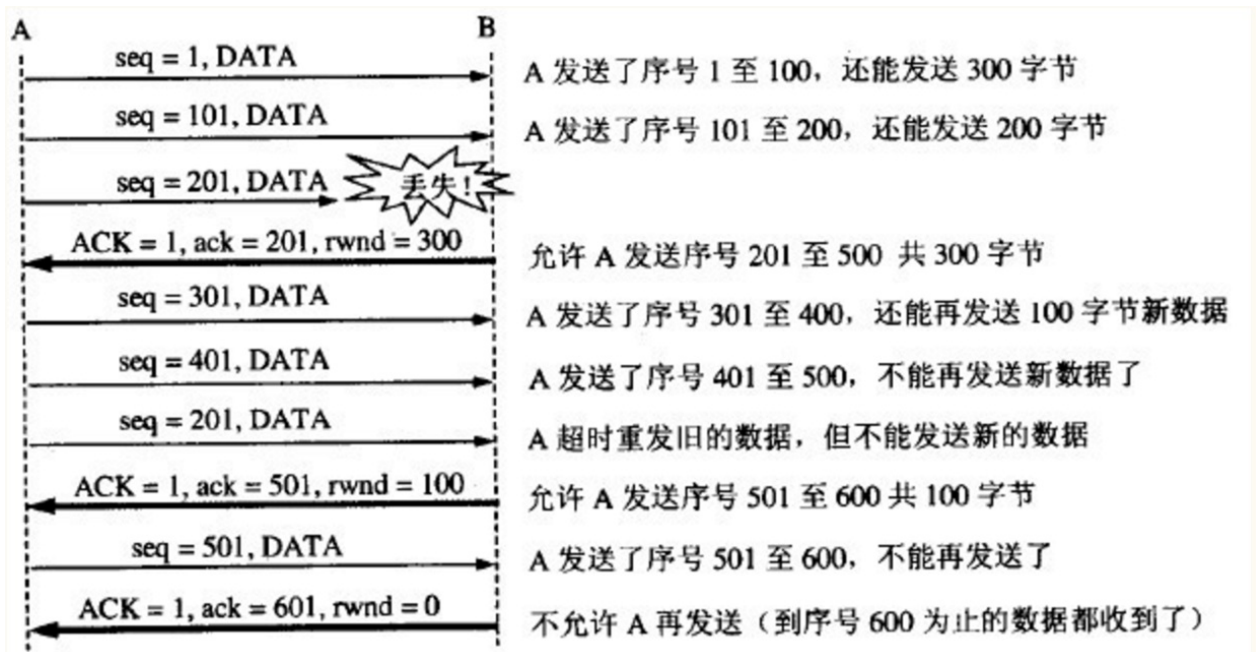 A B
seq = 1, DATA
A 发送了序号 1 至 100，还能发送 300 字节
seq = 101, DATA
A 发送了序号 101 至 200，还能发送 200 字节
seq = 201, DATA
丢失！
ACK = 1, ack = 201, rwnd = 300
允许 A 发送序号 201 至 500 共 300 字节
seq = 301, DATA
A 发送了序号 301 至 400，还能再发送 100 字节新数据
seq = 401, DATA
A 发送了序号 401 至 500，不能再发送新数据了
seq = 201, DATA
A 超时重发旧的数据，但不能发送新的数据
ACK = 1, ack = 501, rwnd = 100
允许 A 发送序号 501 至 600 共 100 字节
seq = 501, DATA
A 发送了序号 501 至 600，不能再发送了
ACK = 1, ack = 601, rwnd = 0
不允许 A 再发送（到序号 600 为止的数据都收到了）